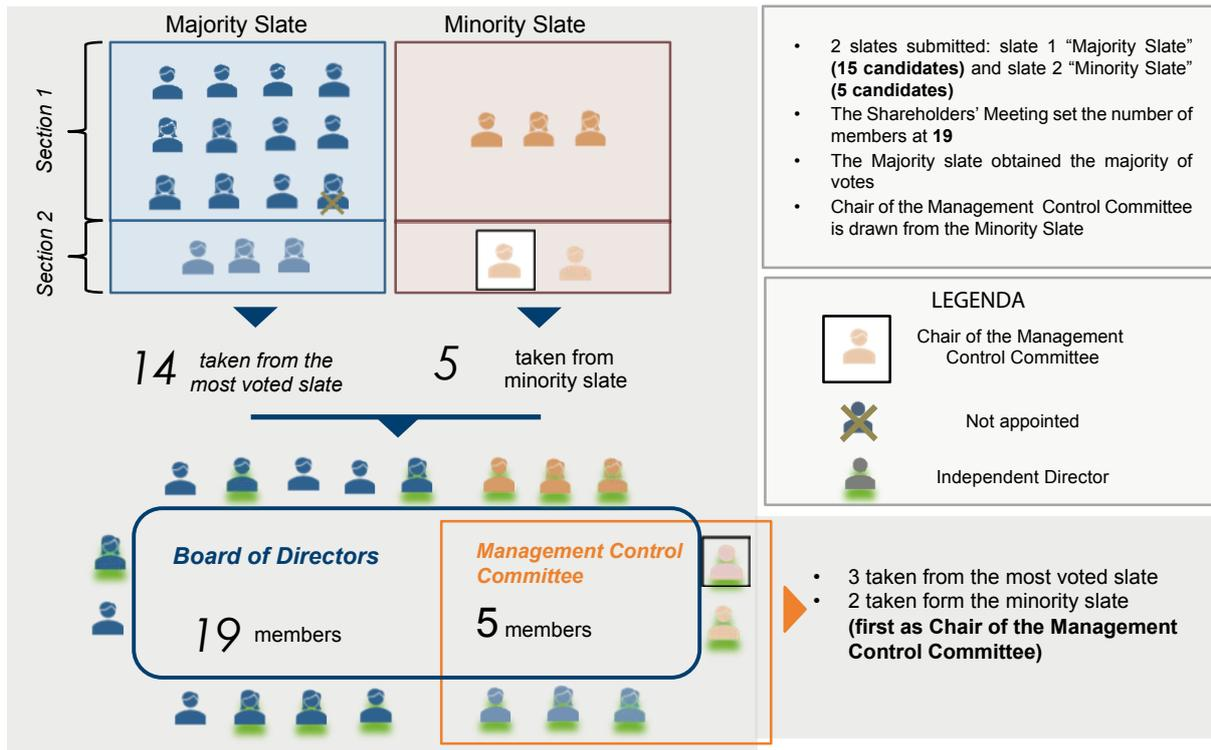 Majority Slate
Minority Slate
Section 1
Section 2
14
taken from the
most voted slate
5
taken from
minority slate
Board of Directors
19 members
Management Control
Committee
5 members
• 2 slates submitted: slate 1 “Majority Slate”
(15 candidates) and slate 2 “Minority Slate”
(5 candidates)
• The Shareholders’ Meeting set the number of
members at 19
• The Majority slate obtained the majority of
votes
• Chair of the Management Control Committee
is drawn from the Minority Slate
LEGENDA
Chair of the Management
Control Committee
Not appointed
Independent Director
• 3 taken from the most voted slate
• 2 taken form the minority slate
(first as Chair of the Management
Control Committee)